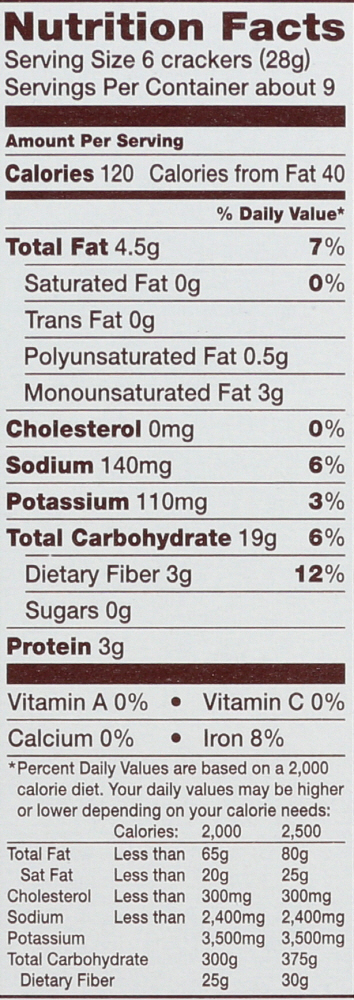 Nutrition Facts
Serving Size 6 crackers (28g)
Servings Per Container about 9
Amount Per Serving
Calories 120 Calories from Fat 40
% Daily Value*
Total Fat 4.5g 7%
Saturated Fat 0g 0%
Trans Fat 0g
Polyunsaturated Fat 0.5g
Monounsaturated Fat 3g
Cholesterol 0mg 0%
Sodium 140mg 6%
Potassium 110mg 3%
Total Carbohydrate 19g 6%
Dietary Fiber 3g 12%
Sugars 0g
Protein 3g
Vitamin A 0% • Vitamin C 0%
Calcium 0% • Iron 8%
*Percent Daily Values are based on a 2,000
calorie diet. Your daily values may be higher
or lower depending on your calorie needs:
Calories: 2,000 2,500
Total Fat Less than 65g 80g
Sat Fat Less than 20g 25g
Cholesterol Less than 300mg 300mg
Sodium Less than 2,400mg 2,400mg
Potassium 3,500mg 3,500mg
Total Carbohydrate 300g 375g
Dietary Fiber 25g 30g